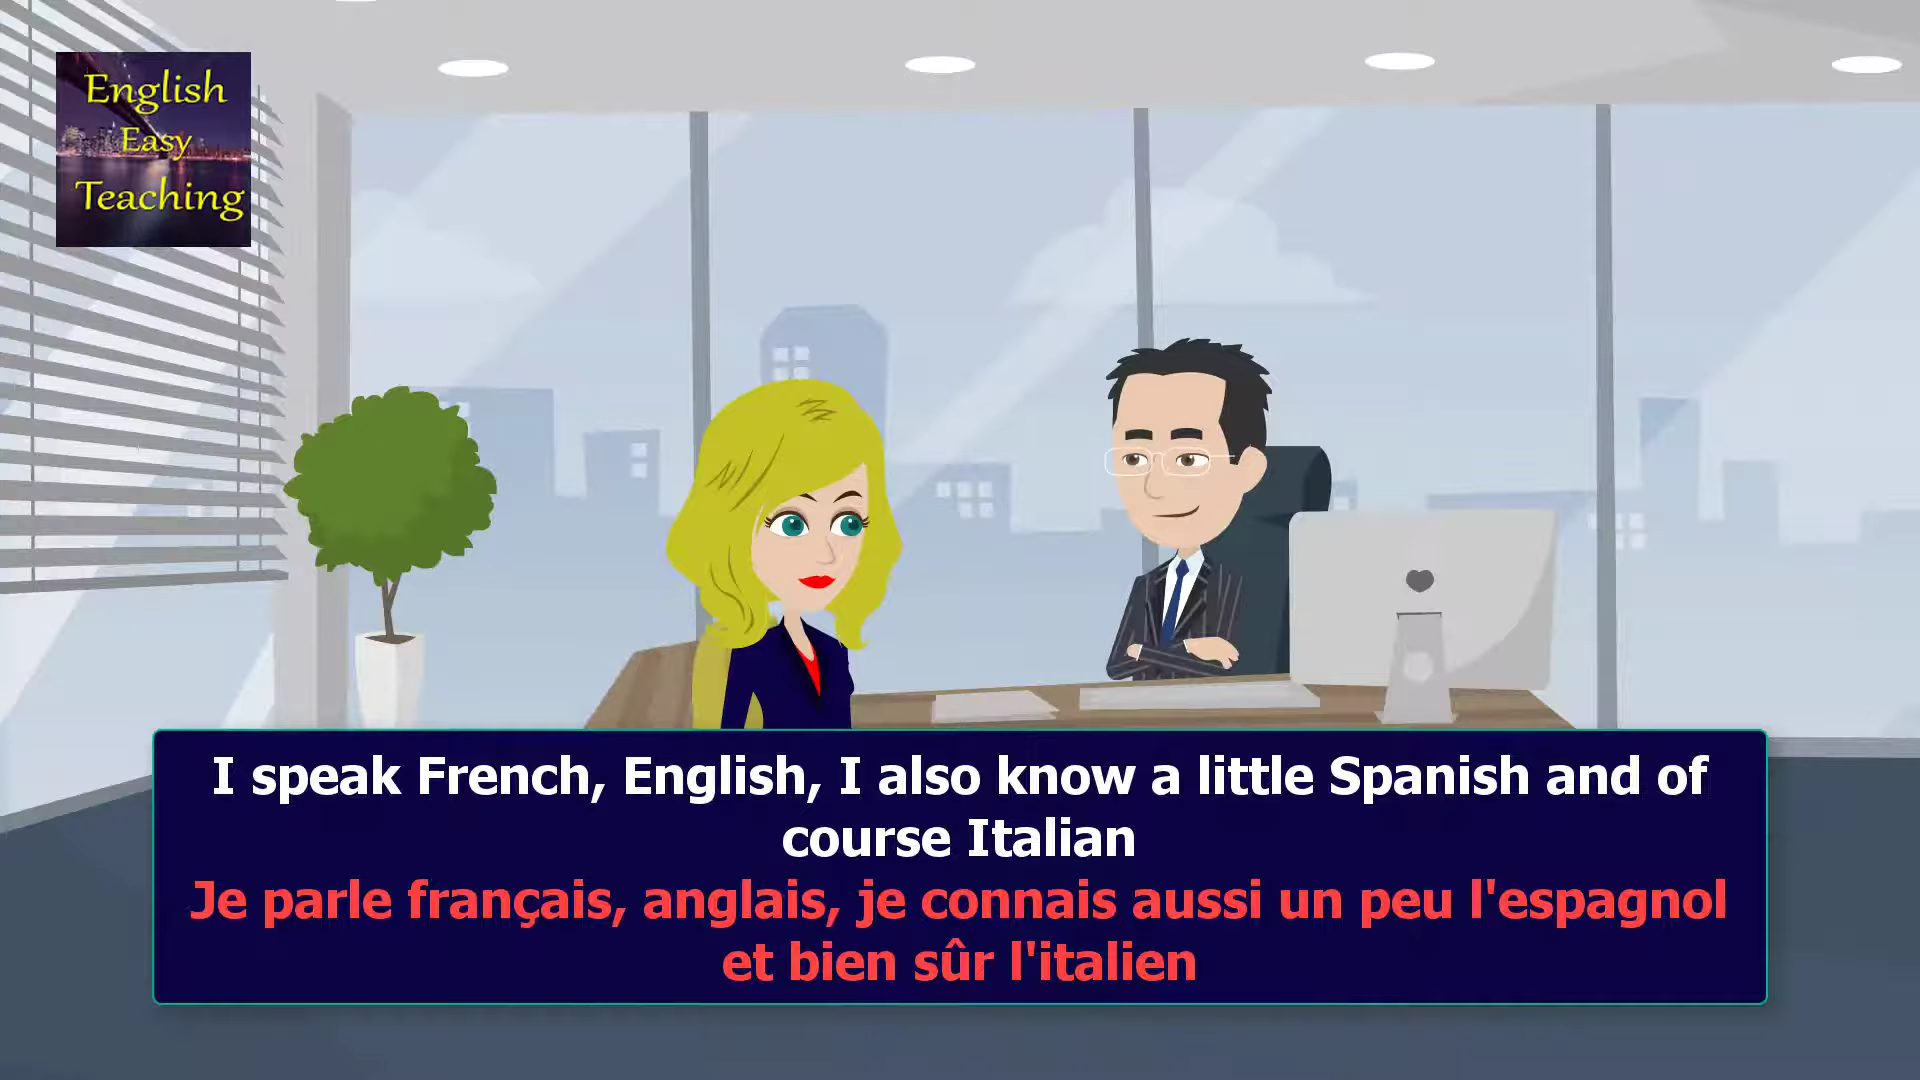 English
Easy
Teaching
I speak French, English, I also know a little Spanish and of
course Italian
Je parle français, anglais, je connais aussi un peu l'espagnol
et bien sûr l'italien